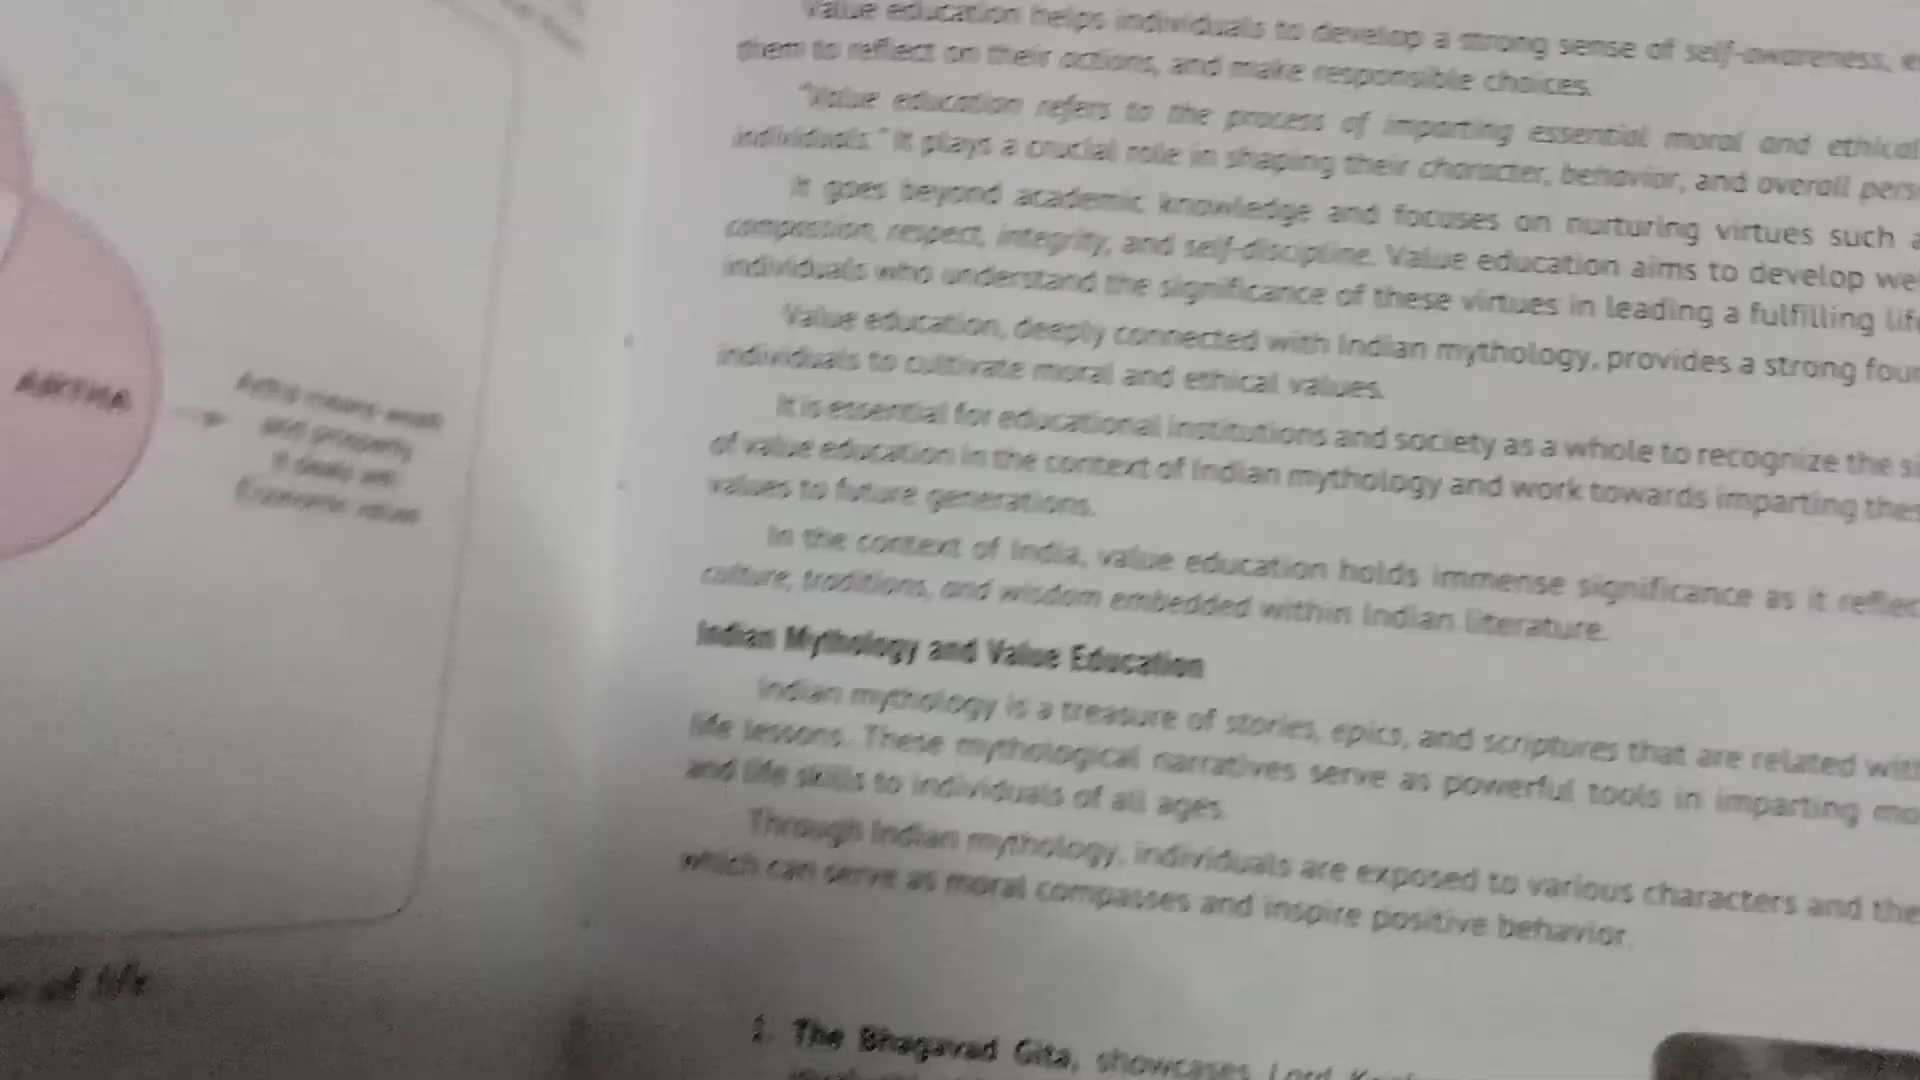 ARTHA
Artha means wealth
and property
It deals with
Economic values
of life
Value education helps individuals to develop a strong sense of self-awareness,
them to reflect on their actions, and make responsible choices.
"Value education refers to the process of imparting essential moral and ethical
individuals." It plays a crucial role in shaping their character, behavior, and overall
It goes beyond academic knowledge and focuses on nurturing virtues such
compassion, respect, integrity, and self-discipline. Value education aims to develop
individuals who understand the significance of these virtues in leading a fulfilling
Value education, deeply connected with Indian mythology, provides a strong
individuals to cultivate moral and ethical values.
It is essential for educational institutions and society as a whole to recognize the
of value education in the context of Indian mythology and work towards imparting
values to future generations.
In the context of India, value education holds immense significance as it
culture, traditions, and wisdom embedded within Indian literature.
Indian Mythology and Value Education
Indian mythology is a treasure of stories, epics, and scriptures that are related
life lessons. These mythological narratives serve as powerful tools in imparting
and life skills to individuals of all ages.
Through Indian mythology, individuals are exposed to various characters and
which can serve as moral compasses and inspire positive behavior.
1. The Bhagavad Gita, showcases Lord